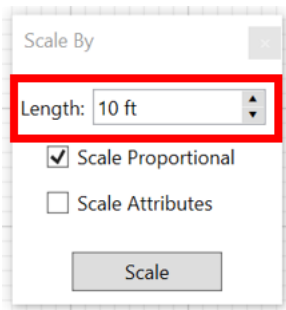 Scale By
Length: 10 ft
Scale Proportional
Scale Attributes
Scale